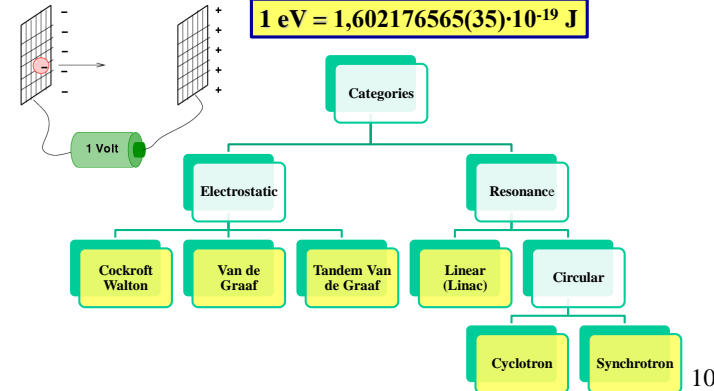 1 eV = 1,602176565(35)·10⁻¹⁹ J
–
–
–
–
–
–
+
+
+
+
+
1 Volt
Categories
Electrostatic
Resonance
Cockroft
Walton
Van de
Graaf
Tandem Van
de Graaf
Linear
(Linac)
Circular
Cyclotron
Synchrotron
10